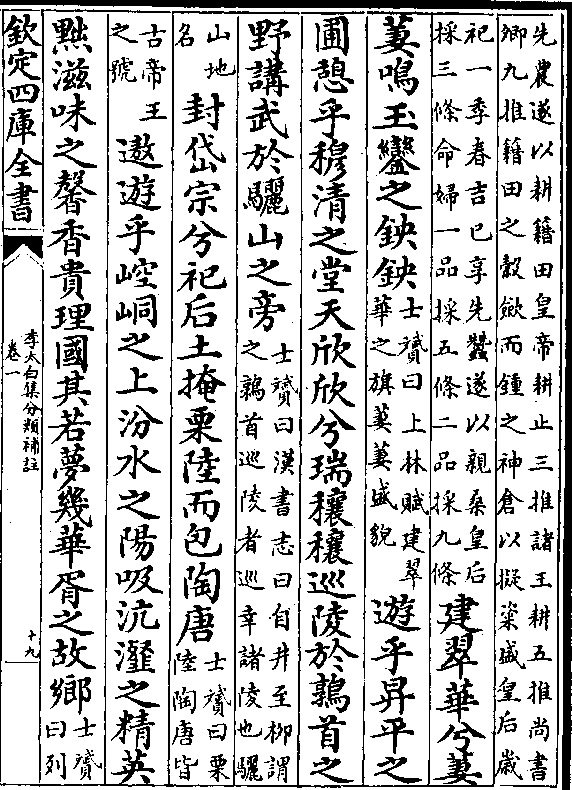 先農遂以耕籍田皇帝耕止三推諸王耕五推尚書
卿九推籍田之穀斂而鍾之神倉以擬粢盛皇后歲
祀一季春吉巳享先蠶遂以親桑皇后
採三條命婦一品採五條二品採九條
建翠華兮萋
萋鳴玉鑾之鉠鉠
士贇曰上林賦建翠
華之旗萋萋盛貌
遊乎昇平之
圃憩乎穆清之堂天欣欣兮瑞穰穰巡陵於鶉首之
野講武於驪山之旁
士贇曰漢書志曰自井至柳謂
之鶉首巡陵者巡幸諸陵也驪
山地
名
封岱宗兮祀后土掩栗陸而包陶唐
士贇曰栗
陸陶唐皆
古帝王
之號
遨遊乎崆峒之上汾水之陽吸沆瀣之精英
黜滋味之馨香貴理國其若夢幾華胥之故鄉
士贇
曰列
欽定四庫全書
李太白集分類補註
卷一
十九